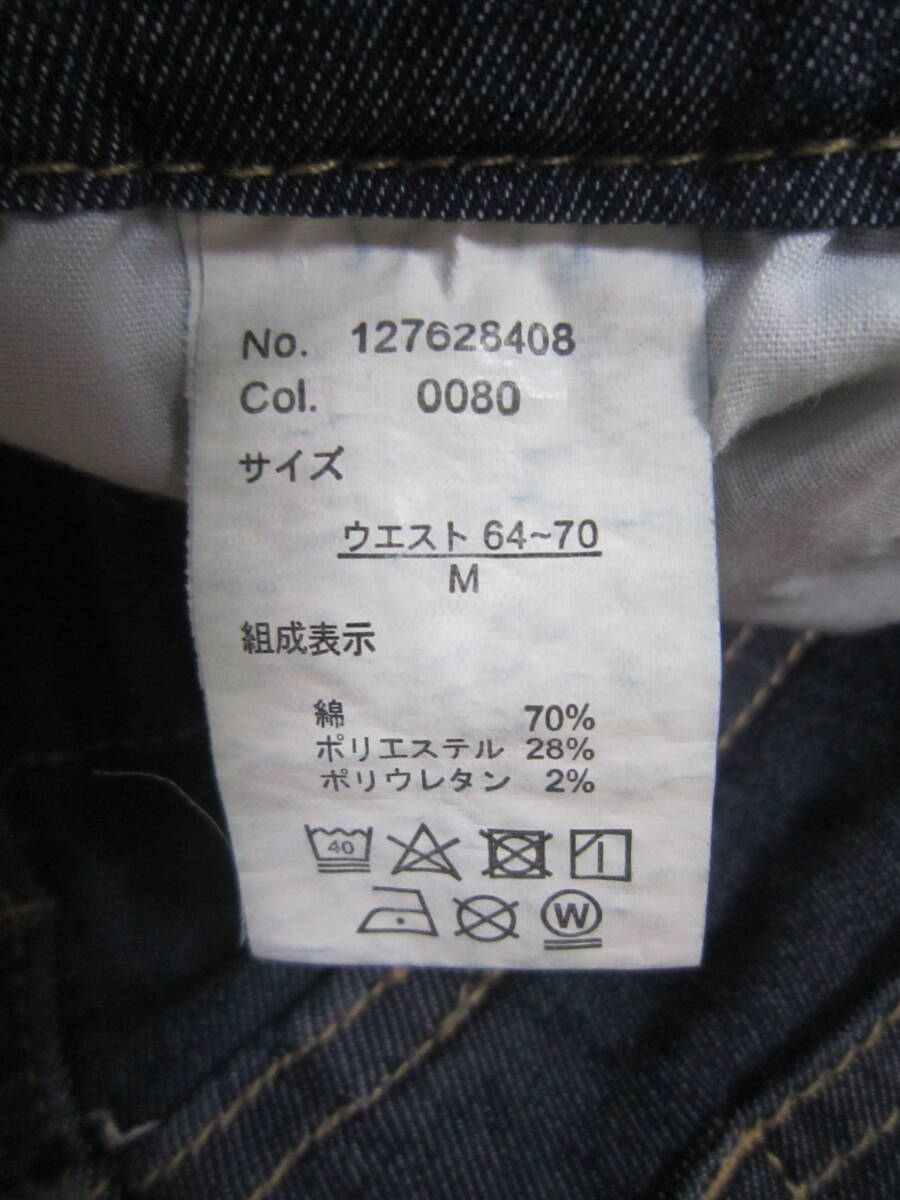 No. 127628408
Col. 0080
サイズ
ウエスト 64~70
M
組成表示
綿 70%
ポリエステル 28%
ポリウレタン 2%
40
W